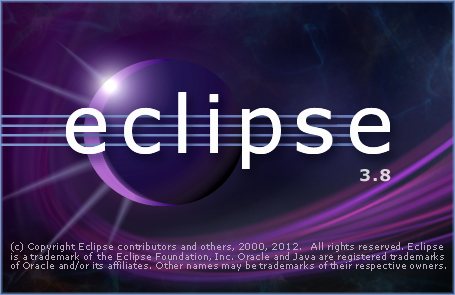 eclipse
3.8
(c) Copyright Eclipse contributors and others, 2000, 2012.   All rights reserved. Eclipse
is a trademark of the Eclipse Foundation, Inc. Oracle and Java are registered trademarks
of Oracle and/or its affiliates. Other names may be trademarks of their respective owners.